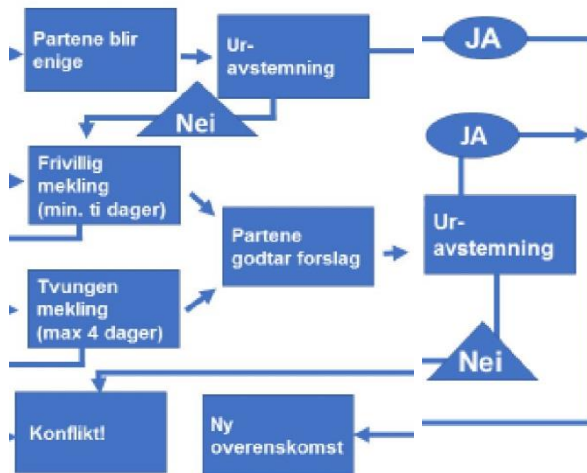 Partene blir
enige
Ur-
avstemning
JA
Nei
JA
Frivillig
mekling
(min. ti dager)
Partene
godtar forslag
Ur-
avstemning
Tvungen
mekling
(max 4 dager)
Nei
Konflikt!
Ny
overenskomst